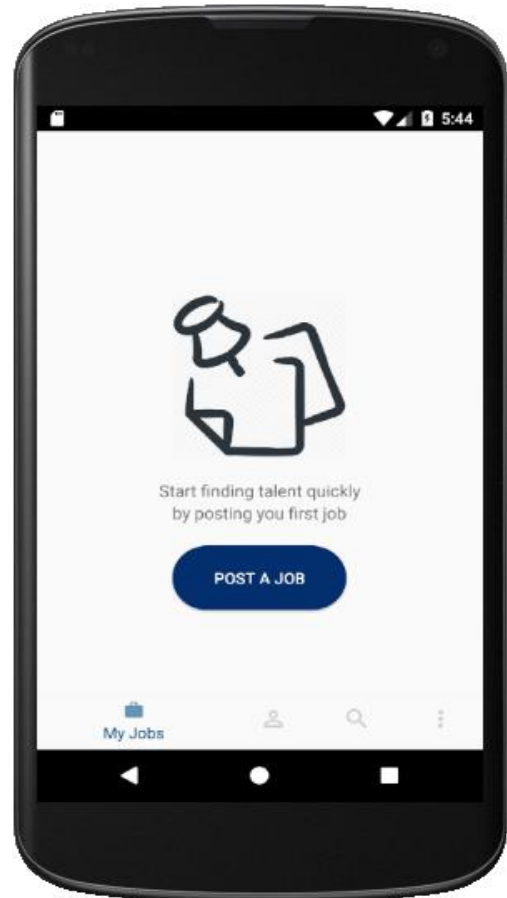 5:44
Start finding talent quickly
by posting you first job
POST A JOB
My Jobs